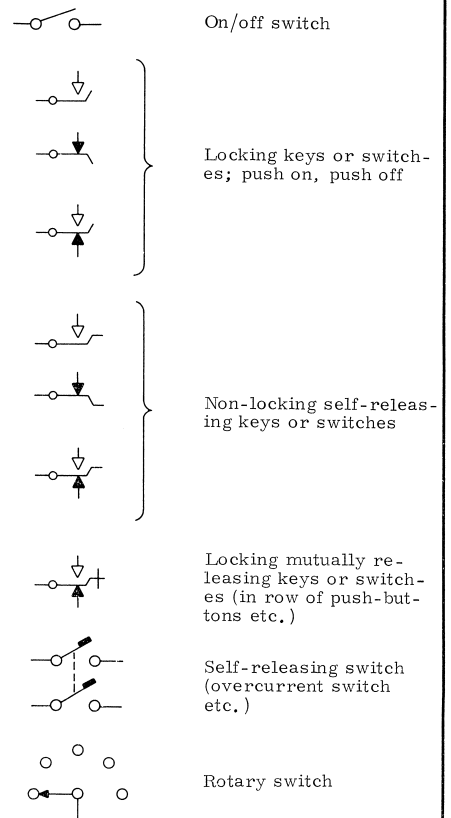 On/off switch
Locking keys or switch-
es; push on, push off
Non-locking self-releas-
ing keys or switches
Locking mutually re-
leasing keys or switch-
es (in row of push-but-
tons etc.)
Self-releasing switch
(overcurrent switch
etc.)
Rotary switch